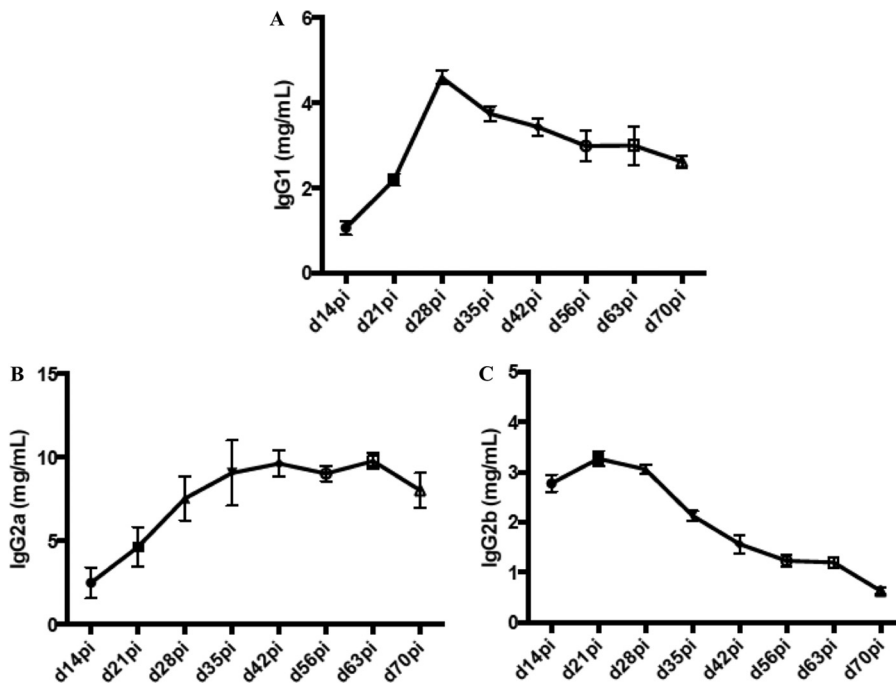 A
IgG1 (mg/mL)
6
4
2
0
d14pi
d21pi
d28pi
d35pi
d42pi
d56pi
d63pi
d70pi
B
IgG2a (mg/mL)
15
10
5
0
d14pi
d21pi
d28pi
d35pi
d42pi
d56pi
d63pi
d70pi
C
IgG2b (mg/mL)
5
4
3
2
1
0
d14pi
d21pi
d28pi
d35pi
d42pi
d56pi
d63pi
d70pi